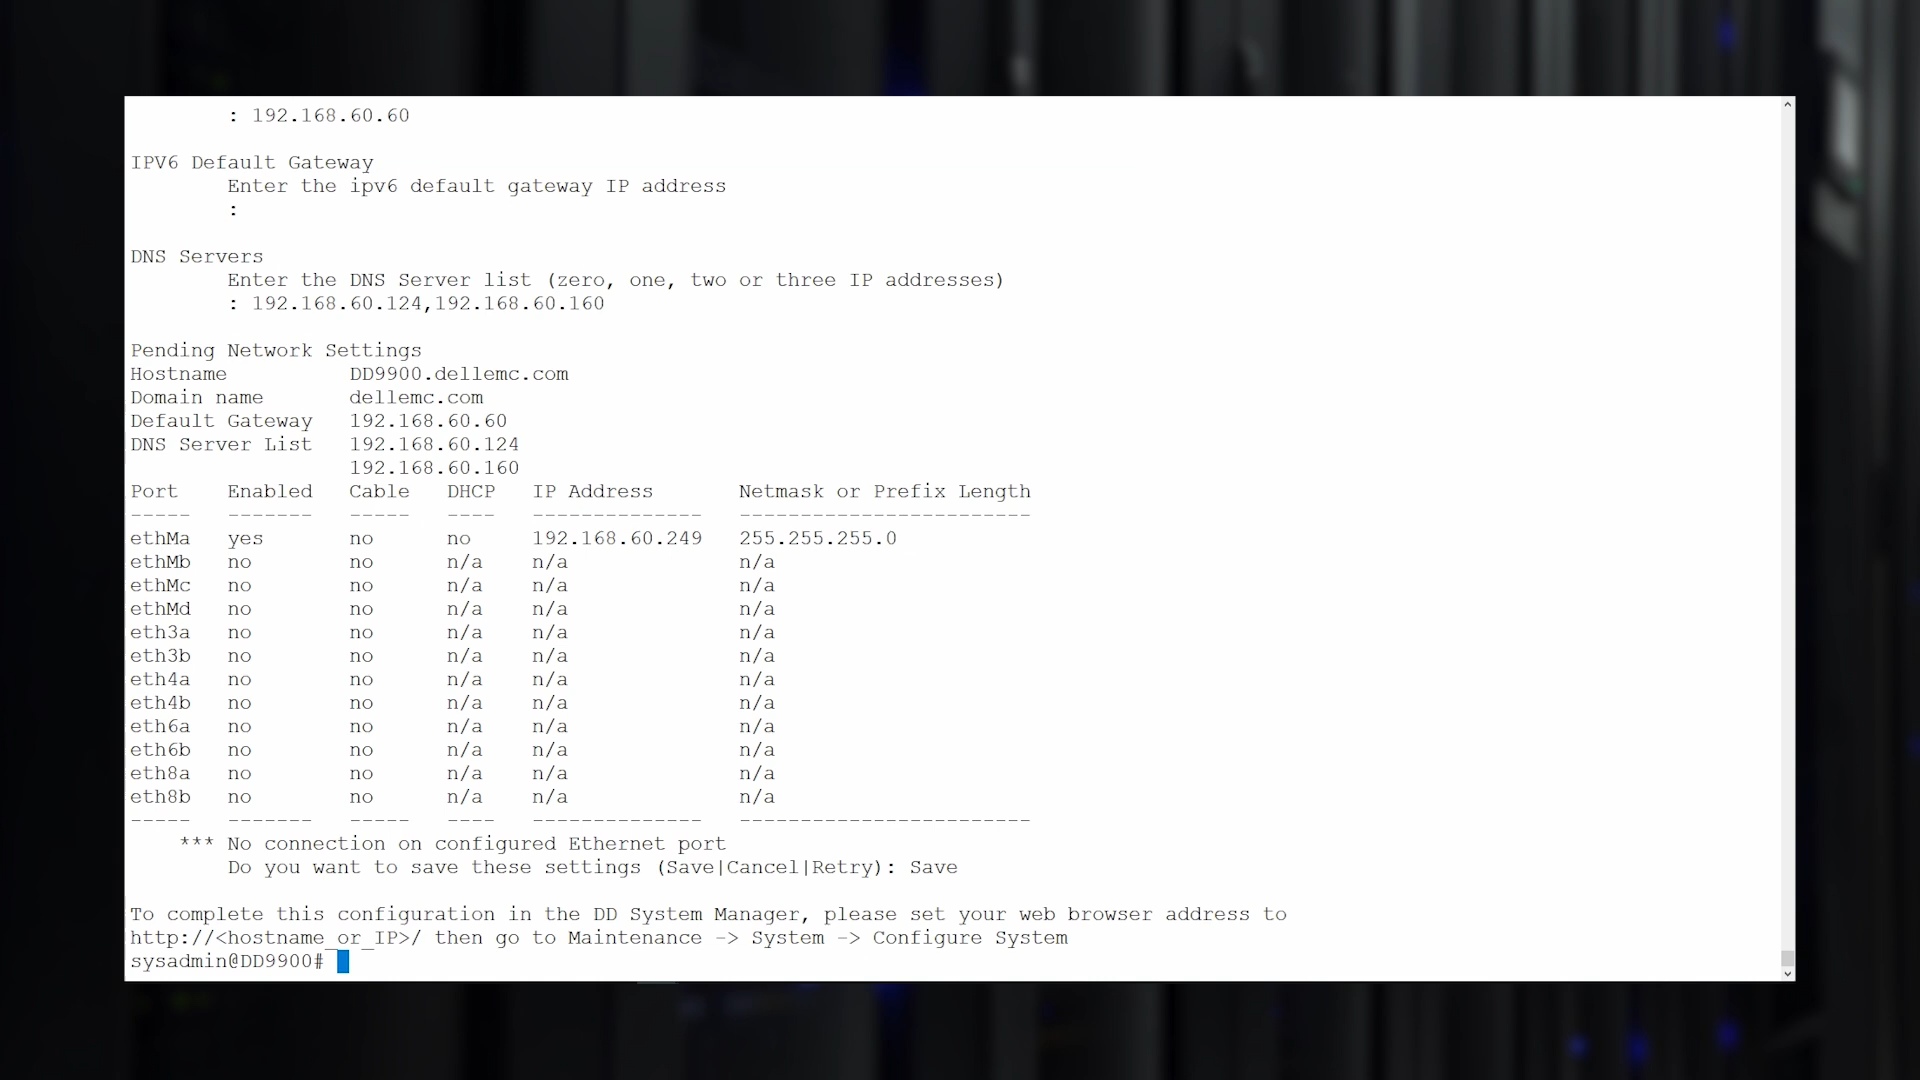 : 192.168.60.60
IPV6 Default Gateway
Enter the ipv6 default gateway IP address
:
DNS Servers
Enter the DNS Server list (zero, one, two or three IP addresses)
: 192.168.60.124,192.168.60.160
Pending Network Settings
Hostname DD9900.dellemc.com
Domain name dellemc.com
Default Gateway 192.168.60.60
DNS Server List 192.168.60.124
192.168.60.160
Port Enabled Cable DHCP IP Address Netmask or Prefix Length
----- ------- ----- ---- -------------- ------------------------
ethMa yes no no 192.168.60.249 255.255.255.0
ethMb no no n/a n/a n/a
ethMc no no n/a n/a n/a
ethMd no no n/a n/a n/a
eth3a no no n/a n/a n/a
eth3b no no n/a n/a n/a
eth4a no no n/a n/a n/a
eth4b no no n/a n/a n/a
eth6a no no n/a n/a n/a
eth6b no no n/a n/a n/a
eth8a no no n/a n/a n/a
eth8b no no n/a n/a n/a
----- ------- ----- ---- -------------- ------------------------
*** No connection on configured Ethernet port
Do you want to save these settings (Save|Cancel|Retry): Save
To complete this configuration in the DD System Manager, please set your web browser address to
http://<hostname_or_IP>/ then go to Maintenance -> System -> Configure System
sysadmin@DD9900#